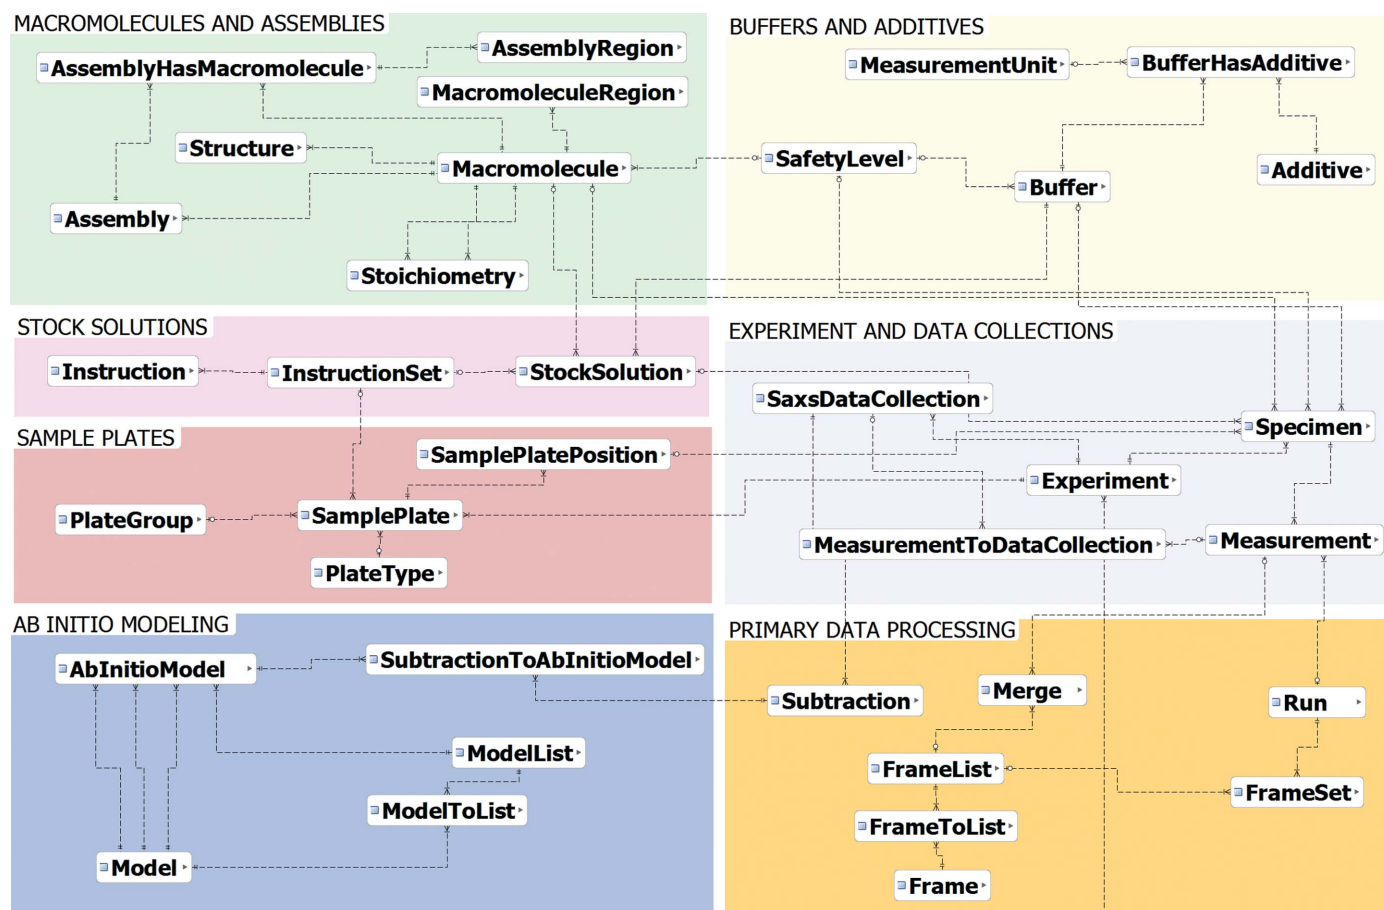 MACROMOLECULES AND ASSEMBLIES
AssemblyHasMacromolecule
AssemblyRegion
MacromoleculeRegion
Structure
Macromolecule
Assembly
Stoichiometry
BUFFERS AND ADDITIVES
MeasurementUnit
BufferHasAdditive
SafetyLevel
Buffer
Additive
STOCK SOLUTIONS
Instruction
InstructionSet
StockSolution
EXPERIMENT AND DATA COLLECTIONS
SaxsDataCollection
Specimen
Experiment
MeasurementToDataCollection
Measurement
SAMPLE PLATES
SamplePlatePosition
PlateGroup
SamplePlate
PlateType
AB INITIO MODELING
AbInitioModel
SubtractionToAbInitioModel
ModelList
ModelToList
Model
PRIMARY DATA PROCESSING
Subtraction
Merge
Run
FrameList
FrameSet
FrameToList
Frame